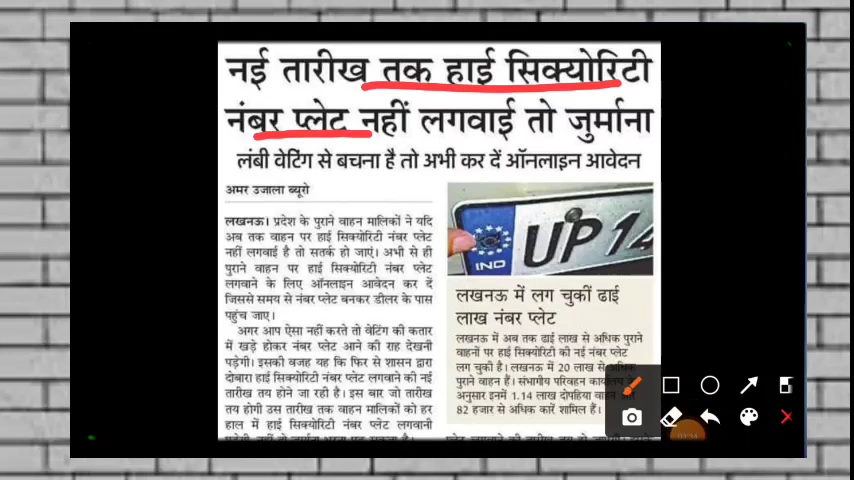 नई तारीख तक हाई सिक्योरिटी
नंबर प्लेट नहीं लगवाई तो जुर्माना
लंबी वेटिंग से बचना है तो अभी कर दें ऑनलाइन आवेदन
अमर उजाला ब्यूरो
लखनऊ। प्रदेश के पुराने वाहन मालिकों ने यदि
अब तक वाहन पर हाई सिक्योरिटी नंबर प्लेट
नहीं लगवाई है तो सतर्क हो जाएं। अभी से ही
पुराने वाहन पर हाई सिक्योरिटी नंबर प्लेट
लगवाने के लिए ऑनलाइन आवेदन कर दें
जिससे समय से नंबर प्लेट बनकर डीलर के पास
पहुंच जाए।
अगर आप ऐसा नहीं करते तो वेटिंग की कतार
में खड़े होकर नंबर प्लेट आने की राह देखनी
पड़ेगी। इसकी वजह यह कि फिर से शासन द्वारा
दोबारा हाई सिक्योरिटी नंबर प्लेट लगवाने की नई
तारीख तय होने जा रही है। इस बार जो तारीख
तय होगी उस तारीख तक वाहन मालिकों को हर
हाल में हाई सिक्योरिटी नंबर प्लेट लगवानी
IND UP 14
लखनऊ में लग चुकीं ढाई
लाख नंबर प्लेट
लखनऊ में अब तक ढाई लाख से अधिक पुराने
वाहनों पर हाई सिक्योरिटी की नई नंबर प्लेट
लग चुकी है। लखनऊ में 20 लाख से अधिक
पुराने वाहन हैं। संभागीय परिवहन कार्यालय के
अनुसार इनमें 1.14 लाख दोपहिया वाहन और
82 हजार से अधिक कारें शामिल हैं।